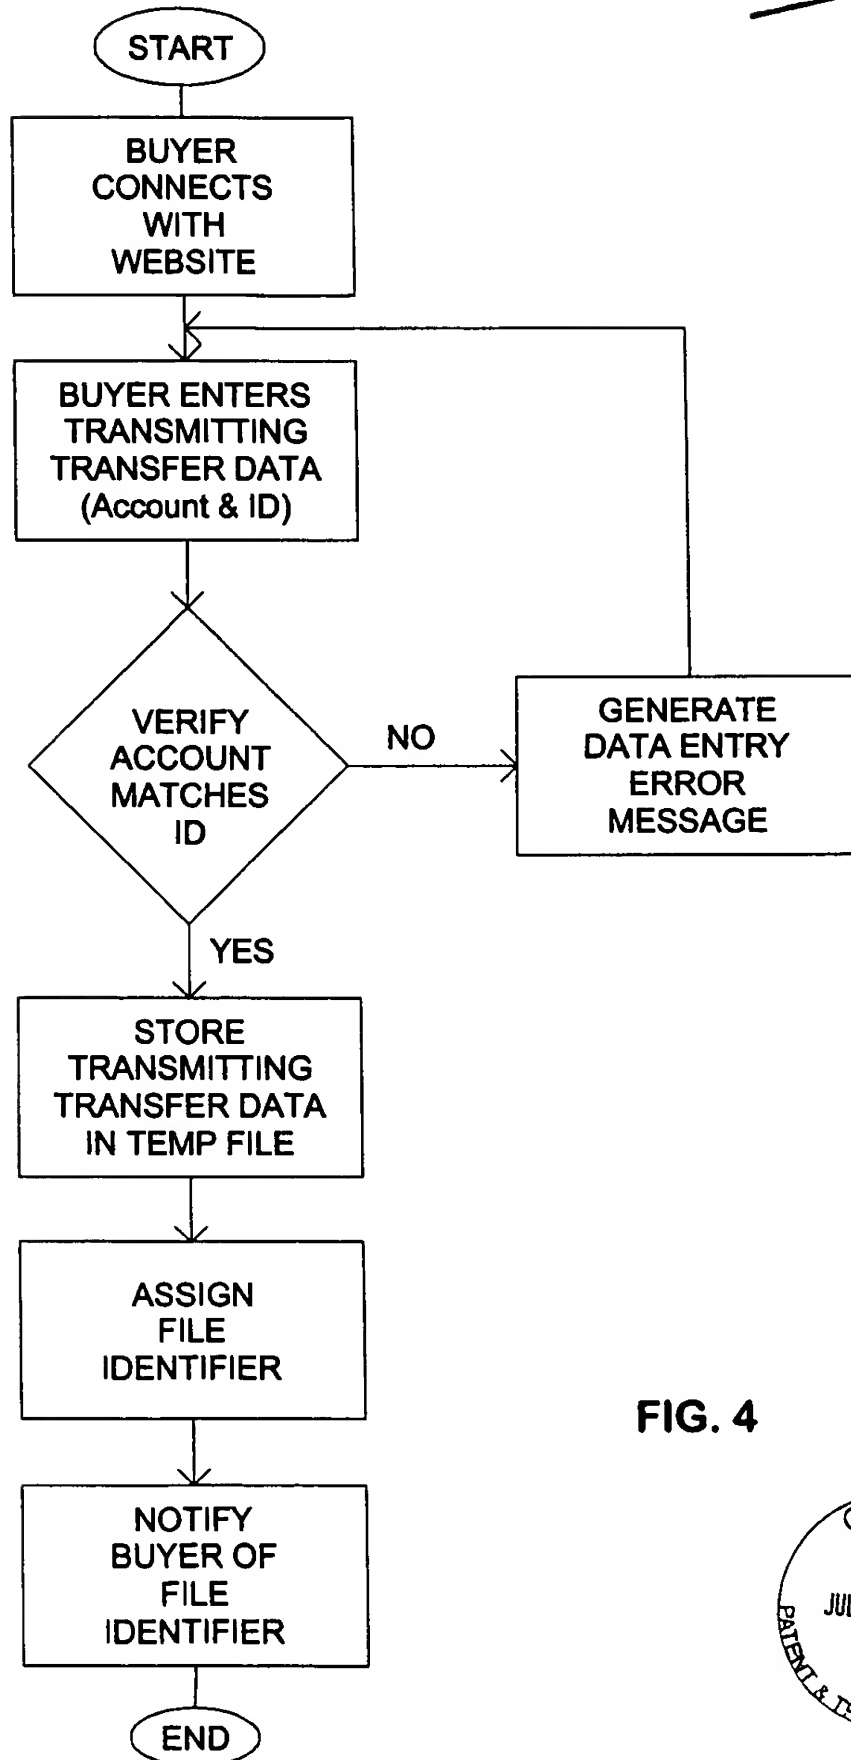 START
BUYER
CONNECTS
WITH
WEBSITE
BUYER ENTERS
TRANSMITTING
TRANSFER DATA
(Account & ID)
VERIFY
ACCOUNT
MATCHES
ID
NO
GENERATE
DATA ENTRY
ERROR
MESSAGE
YES
STORE
TRANSMITTING
TRANSFER DATA
IN TEMP FILE
ASSIGN
FILE
IDENTIFIER
NOTIFY
BUYER OF
FILE
IDENTIFIER
END
FIG. 4
JUL
PATENT &